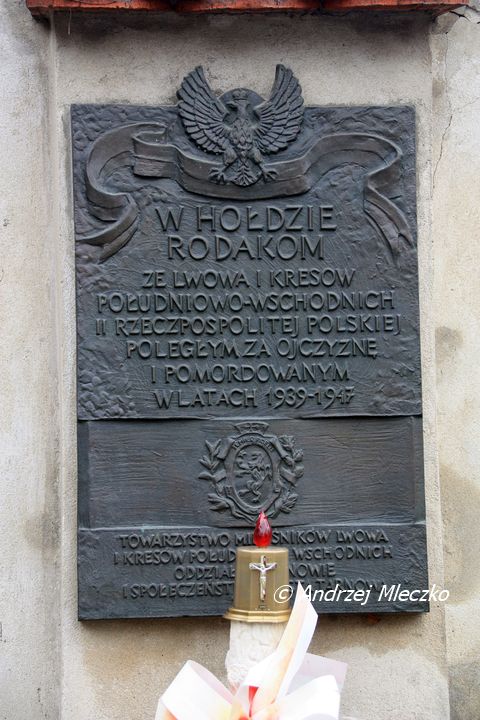 W HOŁDZIE
RODAKOM
ZE LWOWA I KRESÓW
POŁUDNIOWO-WSCHODNICH
II RZECZPOSPOLITEJ POLSKIEJ
POLEGŁYM ZA OJCZYZNĘ
I POMORDOWANYM
W LATACH 1939-1947
TOWARZYSTWO LWOWA
I KRESÓW WSCHODNICH
ODDZIAŁ
I
© Andrzej Mleczko